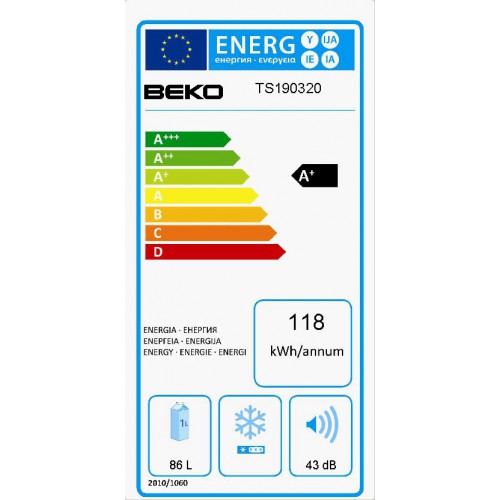 ENERG
енергия · ενεργεια
Y IJA
IE IA
BEKO
TS190320
A+++
A++
A+
A
B
C
D
A+
118
kWh/annum
ENERGIA · ЕНЕРГИЯ
ΕΝΕΡΓΕΙΑ · ENERGIJA
ENERGY · ENERGIE · ENERGI
1L
86 L
43 dB
2010/1060